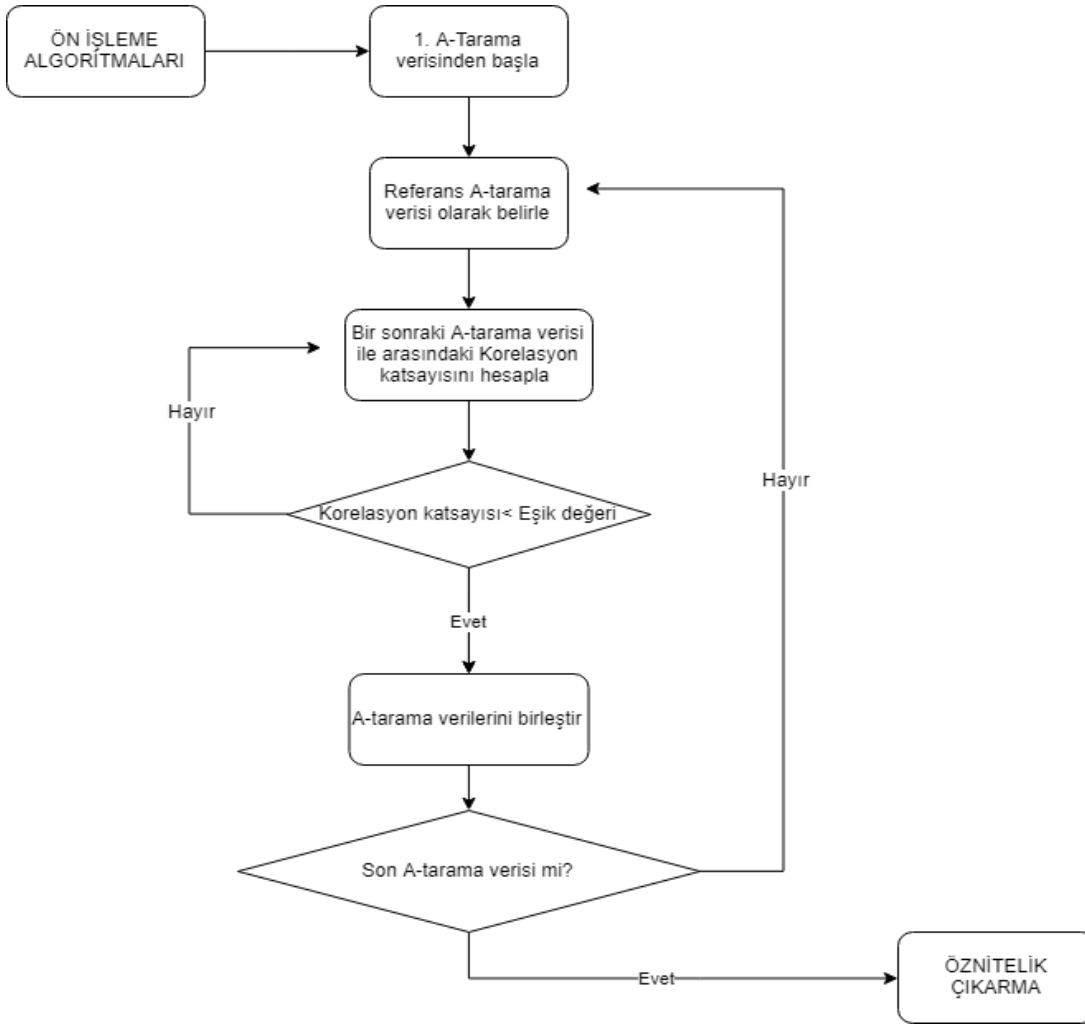 ÖN İŞLEME
ALGORİTMALARI
1. A-Tarama
verisinden başla
Referans A-tarama
verisi olarak belirle
Bir sonraki A-tarama verisi
ile arasındaki Korelasyon
katsayısını hesapla
Hayır
Hayır
Korelasyon katsayısı< Eşik değeri
Evet
A-tarama verilerini birleştir
Son A-tarama verisi mi?
Evet
ÖZNİTELİK
ÇIKARMA